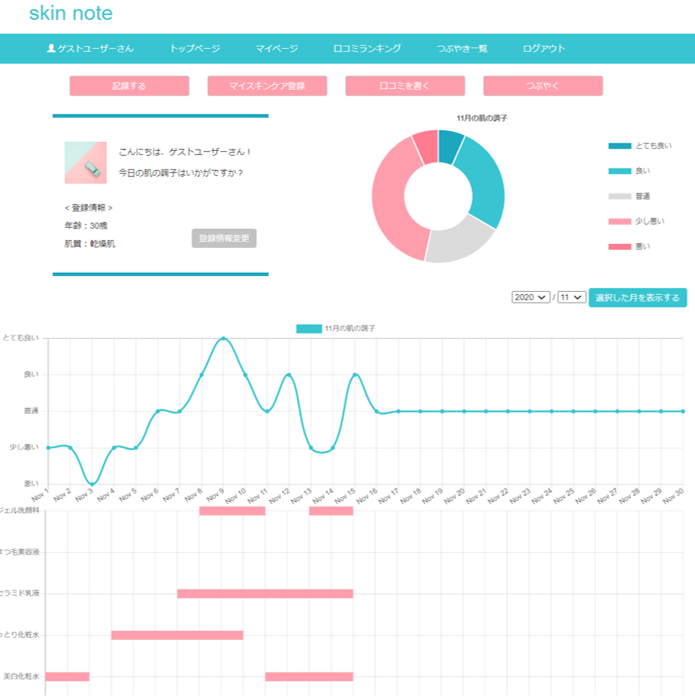 skin note
ゲストユーザーさん トップページ マイページ 口コミランキング つぶやき一覧 ログアウト
記録する マイスキンケア登録 口コミを書く つぶやく
こんにちは、ゲストユーザーさん！
今日の肌の調子はいかがですか？
< 登録情報 >
年齢：30歳
肌質：乾燥肌
登録情報変更
11月の肌の調子
とても良い
良い
普通
少し悪い
悪い
2020 / 11 選択した月を表示する
11月の肌の調子
とても良い
良い
普通
少し悪い
悪い
Nov 1 Nov 2 Nov 3 Nov 4 Nov 5 Nov 6 Nov 7 Nov 8 Nov 9 Nov 10 Nov 11 Nov 12 Nov 13 Nov 14 Nov 15 Nov 16 Nov 17 Nov 18 Nov 19 Nov 20 Nov 21 Nov 22 Nov 23 Nov 24 Nov 25 Nov 26 Nov 27 Nov 28 Nov 29 Nov 30
ジェル洗顔料
まつ毛美容液
セラミド乳液
っとり化粧水
美白化粧水